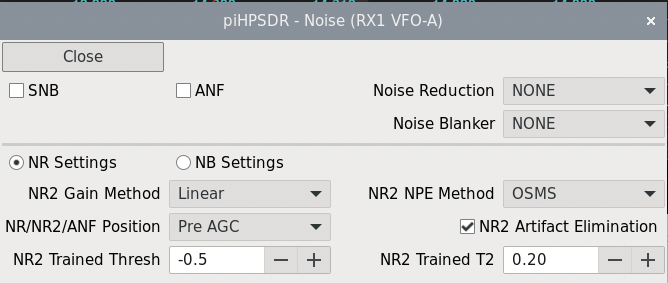 piHPSDR - Noise (RX1 VFO-A) ×
Close
SNB ANF Noise Reduction NONE
Noise Blanker NONE
NR Settings NB Settings
NR2 Gain Method Linear NR2 NPE Method OSMS
NR/NR2/ANF Position Pre AGC NR2 Artifact Elimination
NR2 Trained Thresh -0.5 − + NR2 Trained T2 0.20 − +